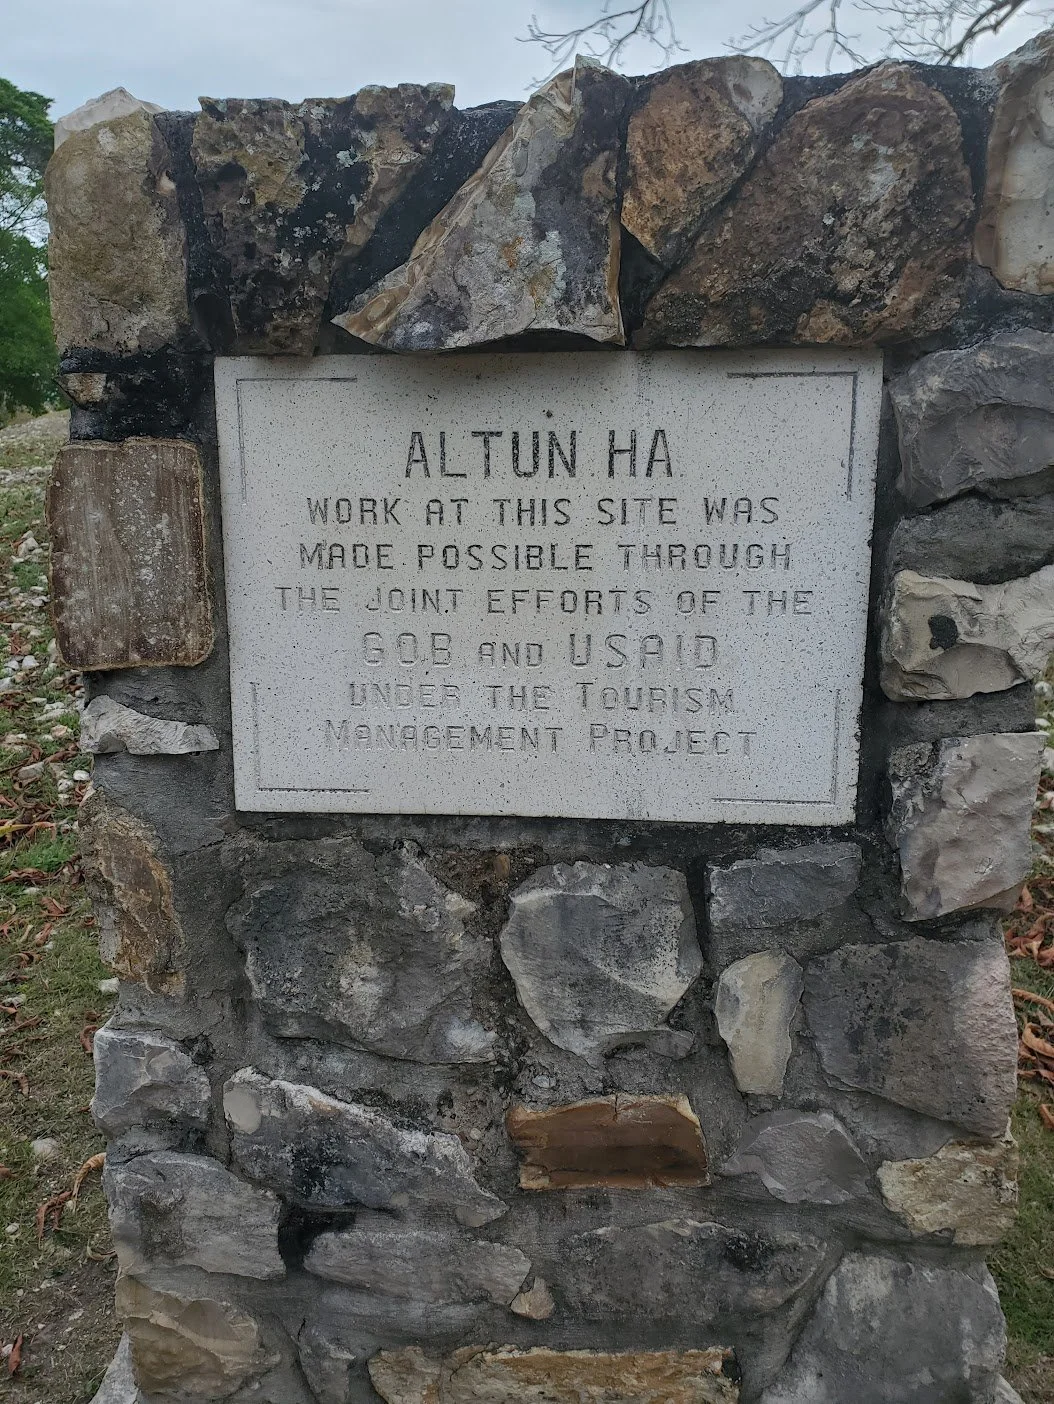 ALTUN HA
WORK AT THIS SITE WAS
MADE POSSIBLE THROUGH
THE JOINT EFFORTS OF THE
G.O.B AND USAID
UNDER THE TOURISM
MANAGEMENT PROJECT